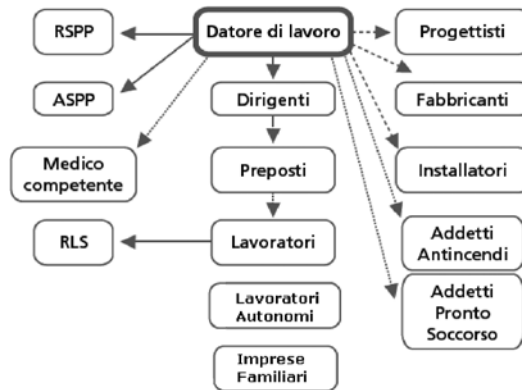 RSPP
Datore di lavoro
Progettisti
ASPP
Dirigenti
Fabbricanti
Medico
competente
Preposti
Installatori
RLS
Lavoratori
Addetti
Antincendi
Lavoratori
Autonomi
Addetti
Pronto
Soccorso
Imprese
Familiari